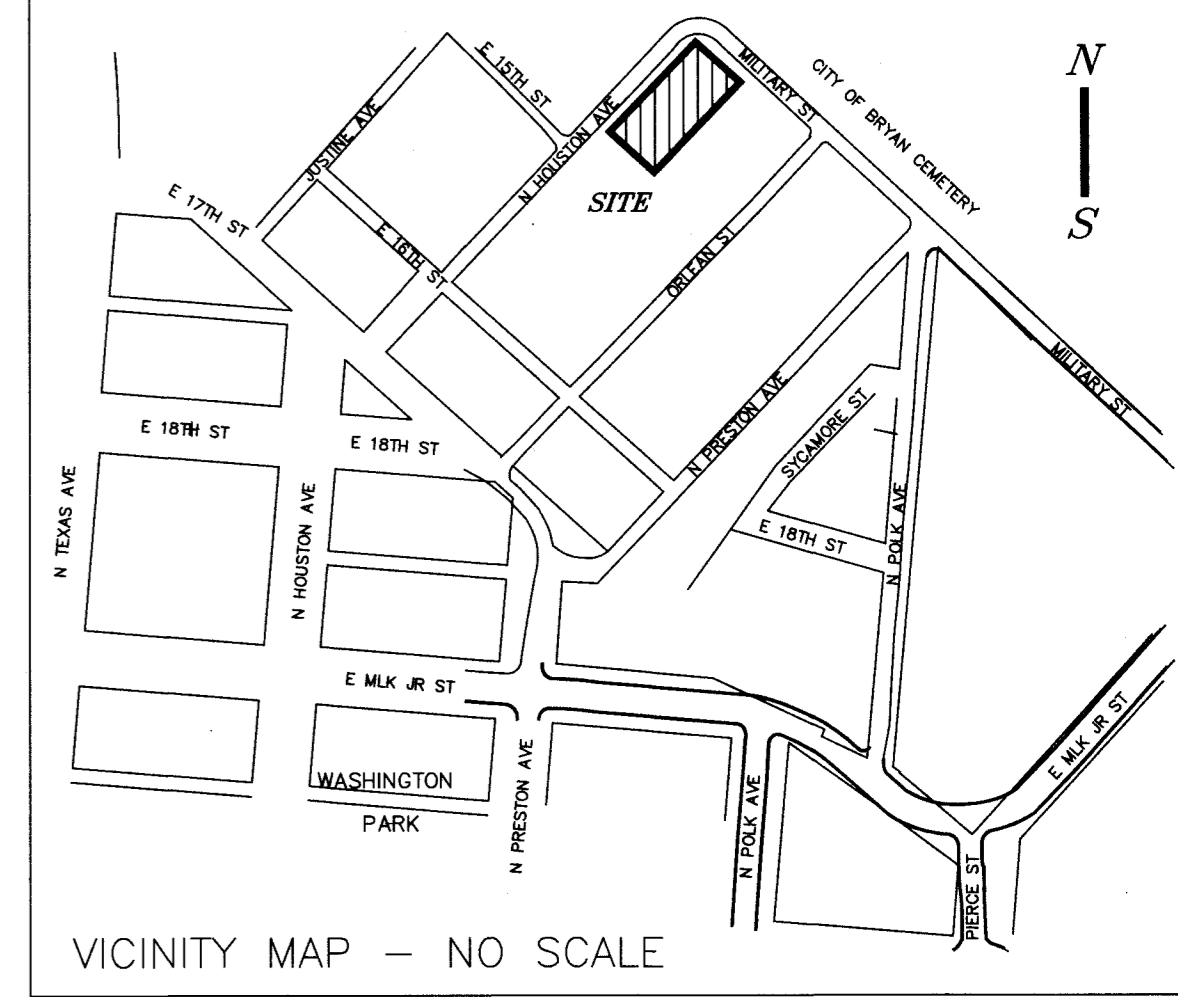 N
S
E 15TH ST
MILITARY ST
CITY OF BRYAN CEMETERY
JUSTINE AVE
N HOUSTON AVE
SITE
E 17TH ST
E 16TH ST
ORLEAN ST
MILITARY ST
N PRESTON AVE
SYCAMORE ST
E 18TH ST
E 18TH ST
E 18TH ST
N TEXAS AVE
N HOUSTON AVE
N POLK AVE
E MLK JR ST
E MLK JR ST
WASHINGTON
PARK
N PRESTON AVE
N POLK AVE
PIERCE ST
VICINITY MAP – NO SCALE